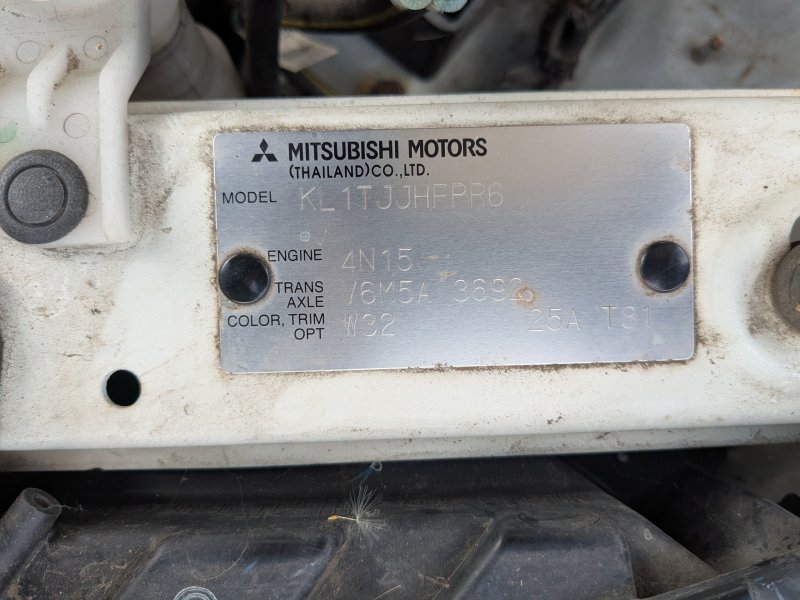 MITSUBISHI MOTORS
(THAILAND)CO.,LTD.
MODEL KL1TJJHFPR6
ENGINE 4N15
TRANS AXLE V6M5A 3692
COLOR, TRIM OPT W32 25A T31